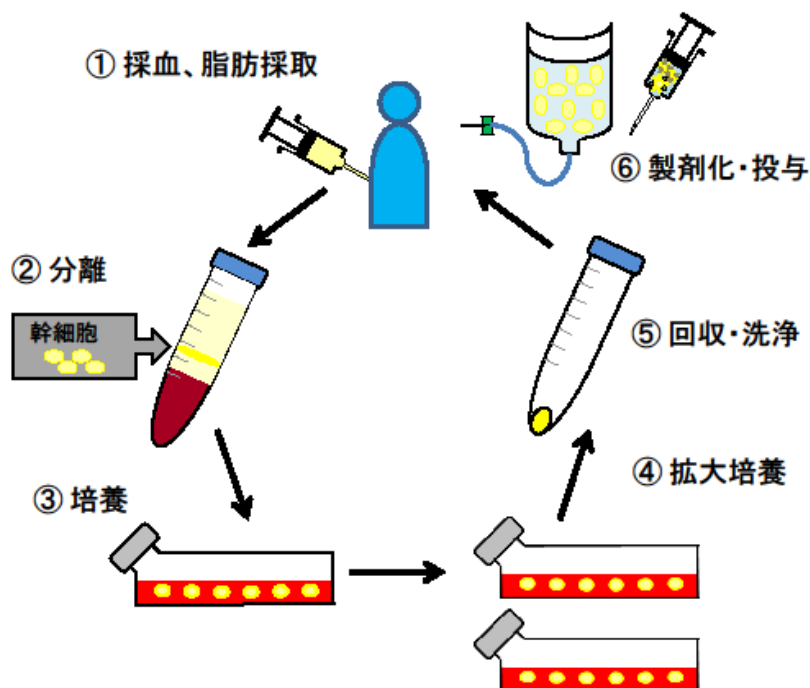 ① 採血、脂肪採取
② 分離
幹細胞
③ 培養
④ 拡大培養
⑤ 回収・洗浄
⑥ 製剤化・投与